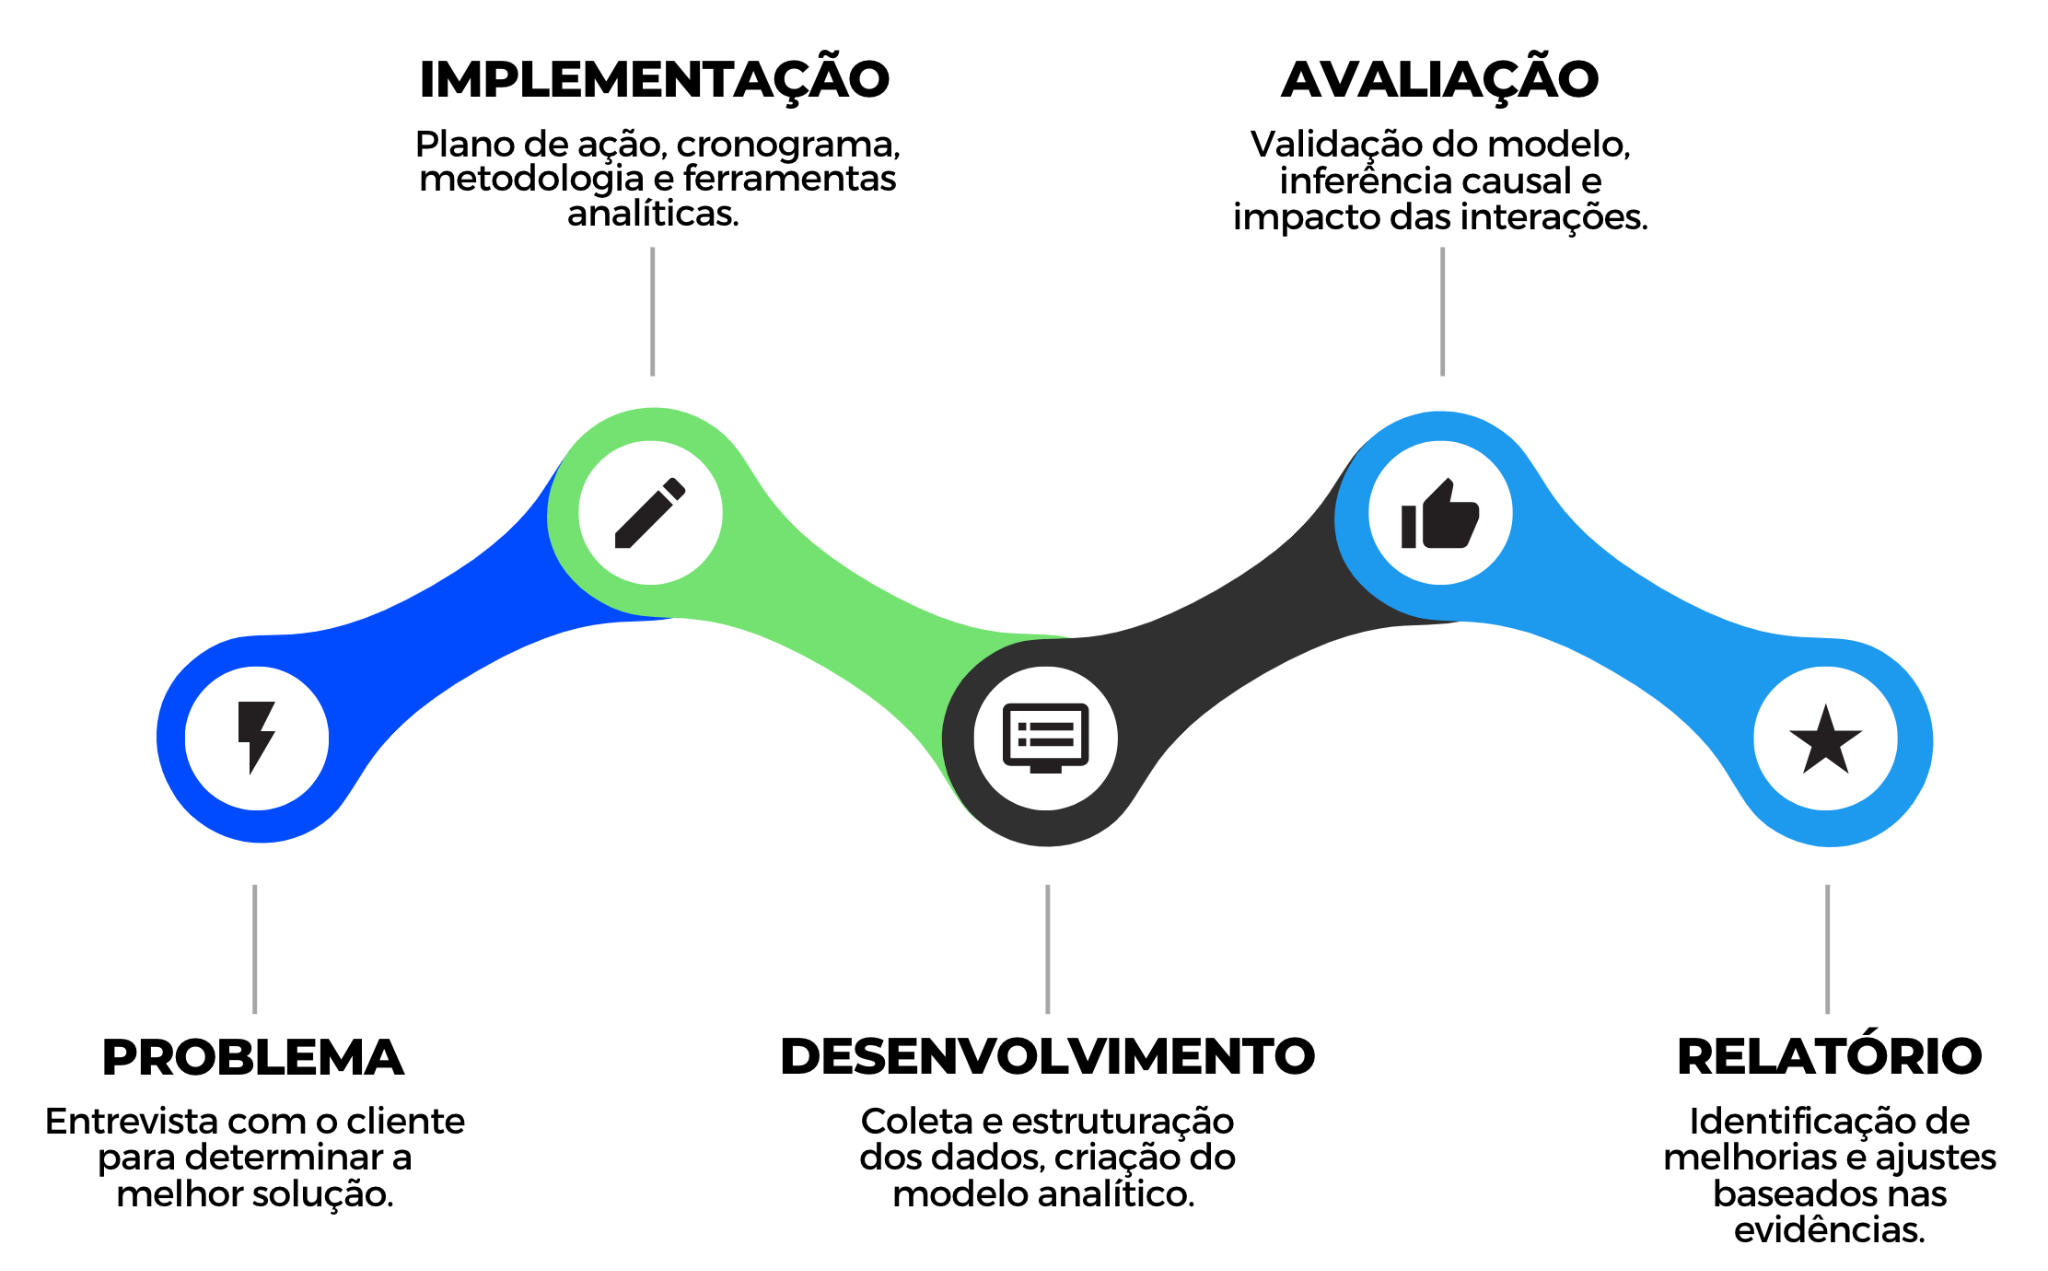 IMPLEMENTAÇÃO
Plano de ação, cronograma,
metodologia e ferramentas
analíticas.
AVALIAÇÃO
Validação do modelo,
inferência causal e
impacto das interações.
PROBLEMA
Entrevista com o cliente
para determinar a
melhor solução.
DESENVOLVIMENTO
Coleta e estruturação
dos dados, criação do
modelo analítico.
RELATÓRIO
Identificação de
melhorias e ajustes
baseados nas
evidências.